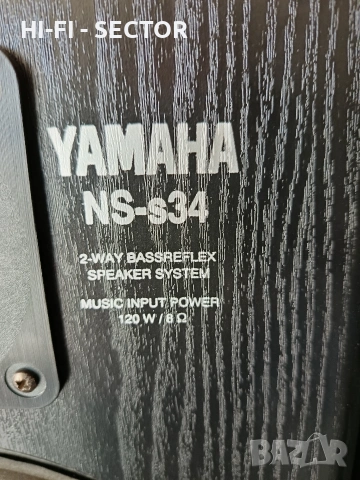 HI-FI - SECTOR
YAMAHA
NS-s34
2-WAY BASSREFLEX
SPEAKER SYSTEM
MUSIC INPUT POWER
120 W / 8 Ω
BAZAR